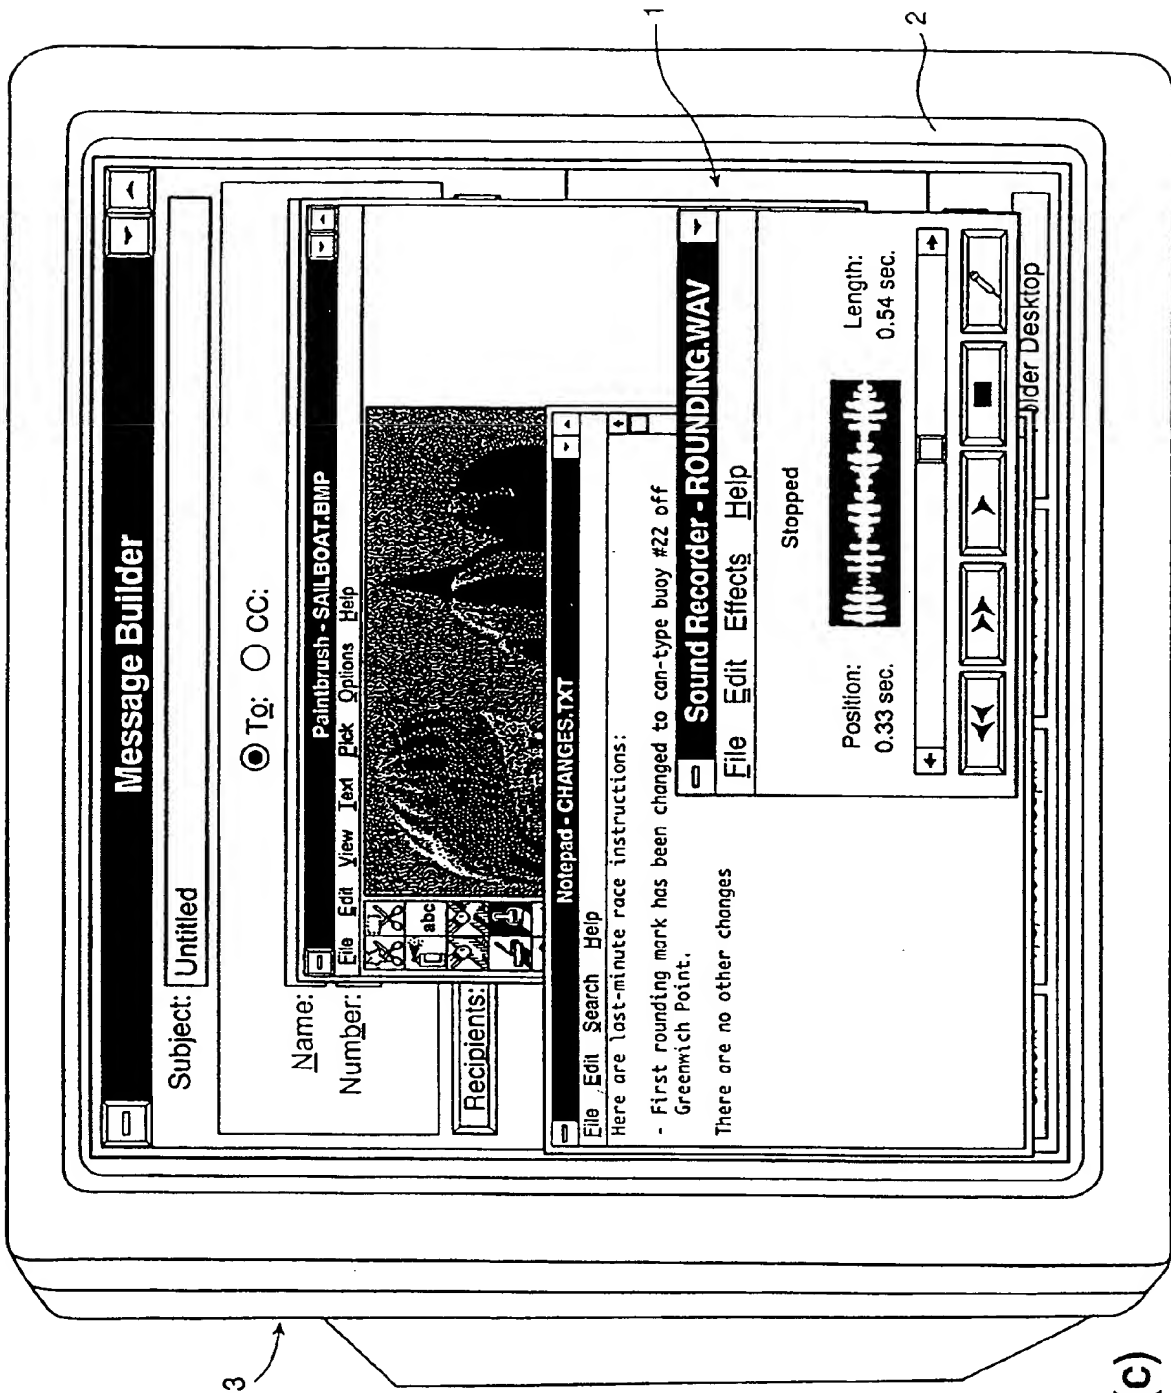 Message Builder
Subject: Untitled
To: CC:
Name:
Number:
Recipients:
Paintbrush - SAILBOAT.BMP
File Edit View Text Pick Options Help
abc
Notepad - CHANGES.TXT
File Edit Search Help
Here are last-minute race instructions:
- First rounding mark has been changed to can-type buoy #22 off
Greenwich Point.
There are no other changes
Sound Recorder - ROUNDING.WAV
File Edit Effects Help
Stopped
Position:
0.33 sec.
Length:
0.54 sec.
Desktop
1
2
3
(c)